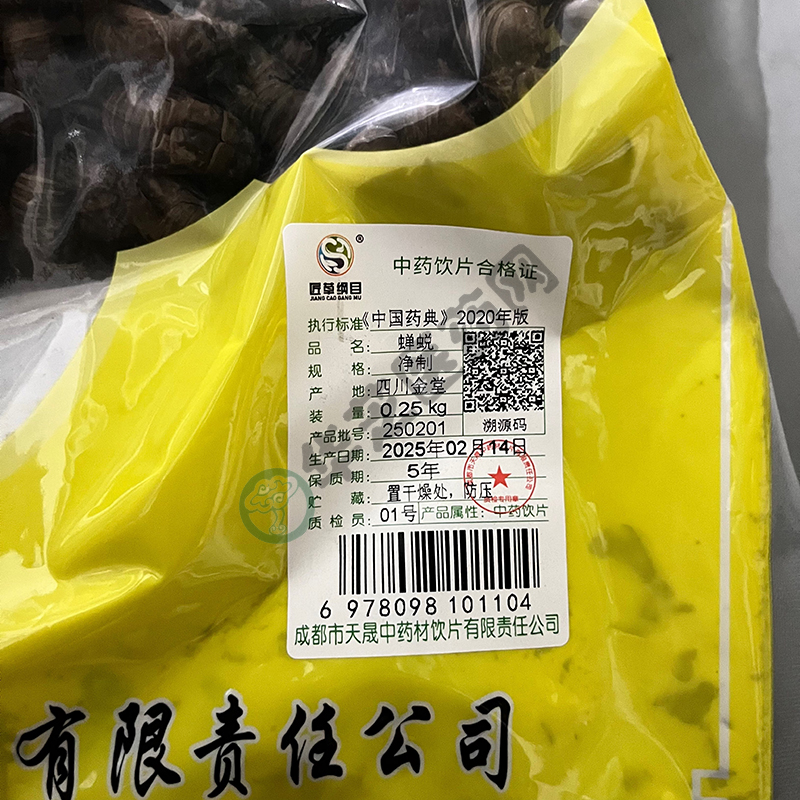 匠草纲目®
JIANG CAO GANG MU
中药饮片合格证
执行标准《中国药典》2020年版
品 名：蝉蜕
规 格：净制
产 地：四川金堂
装 量：0.25 kg
溯源码
产品批号：250201
生产日期：2025年02月14日
保 质 期：5年
贮 藏：置干燥处，防压
质 检 员：01号 产品属性：中药饮片
6 978098 101104
成都市天晟中药材饮片有限责任公司
有限责任公司